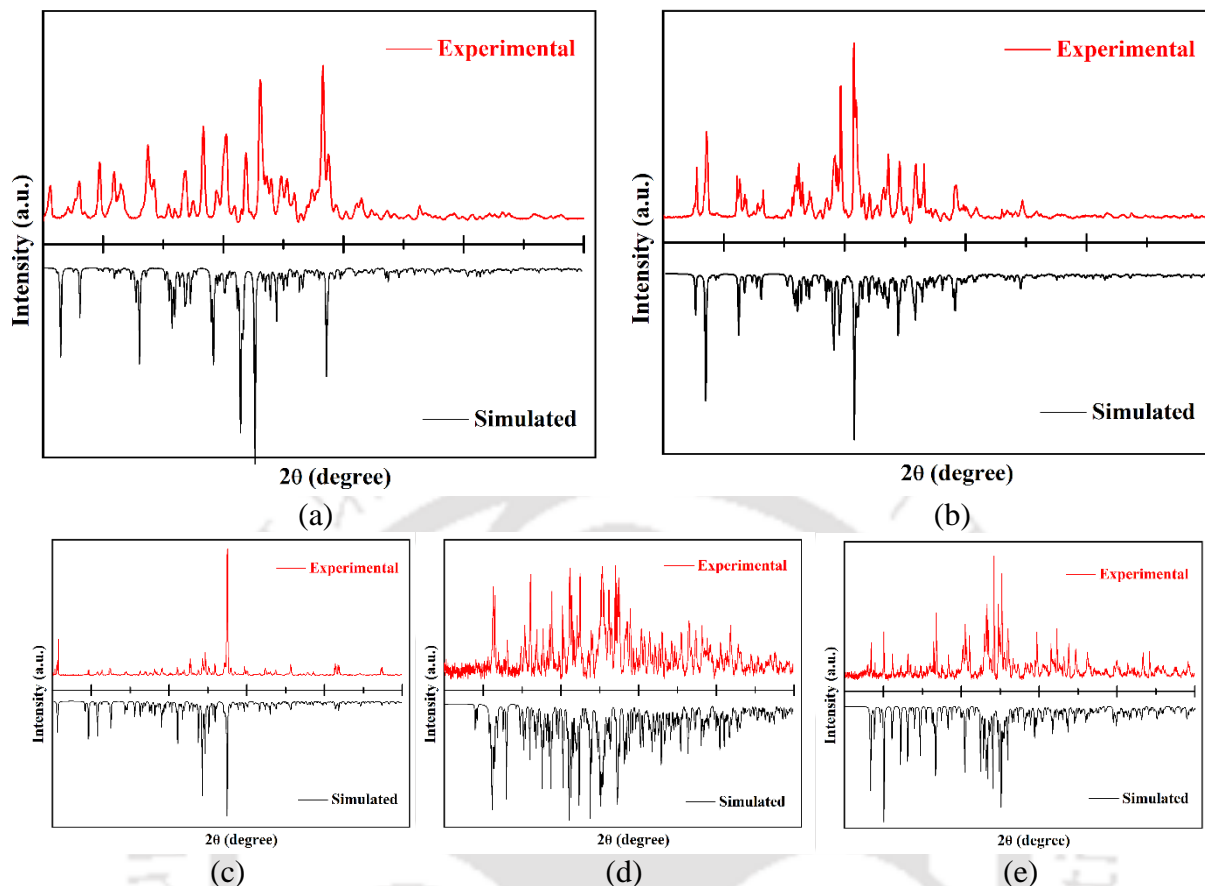 Experimental
Intensity (a.u.)
Simulated
2θ (degree)
(a)
Experimental
Intensity (a.u.)
Simulated
2θ (degree)
(b)
Experimental
Intensity (a.u.)
Simulated
2θ (degree)
(c)
Experimental
Intensity (a.u.)
Simulated
2θ (degree)
(d)
Experimental
Intensity (a.u.)
Simulated
2θ (degree)
(e)